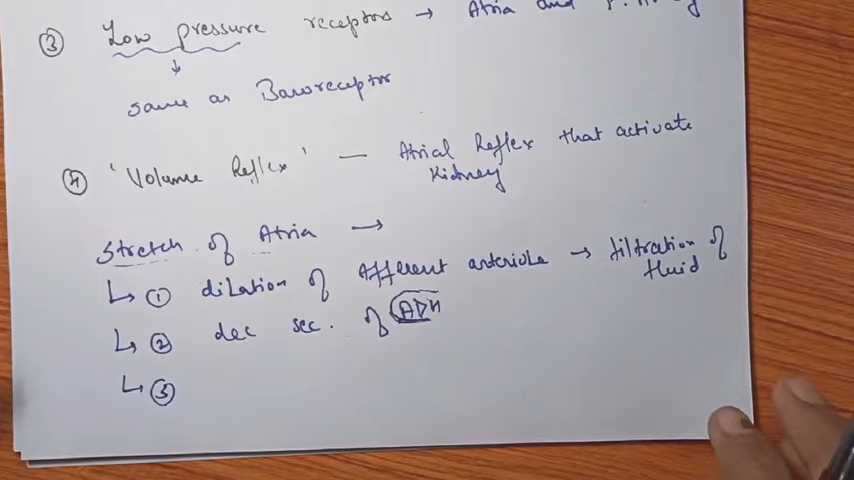 ③ Low pressure receptors → Atria and
↓
same as Baroreceptor
④ 'Volume Reflex' — Atrial Reflex that activate
Kidney
Stretch of Atria →
↳ ① dilation of Afferent arteriole → filtration of
fluid
↳ ② dec sec. of ADH
↳ ③